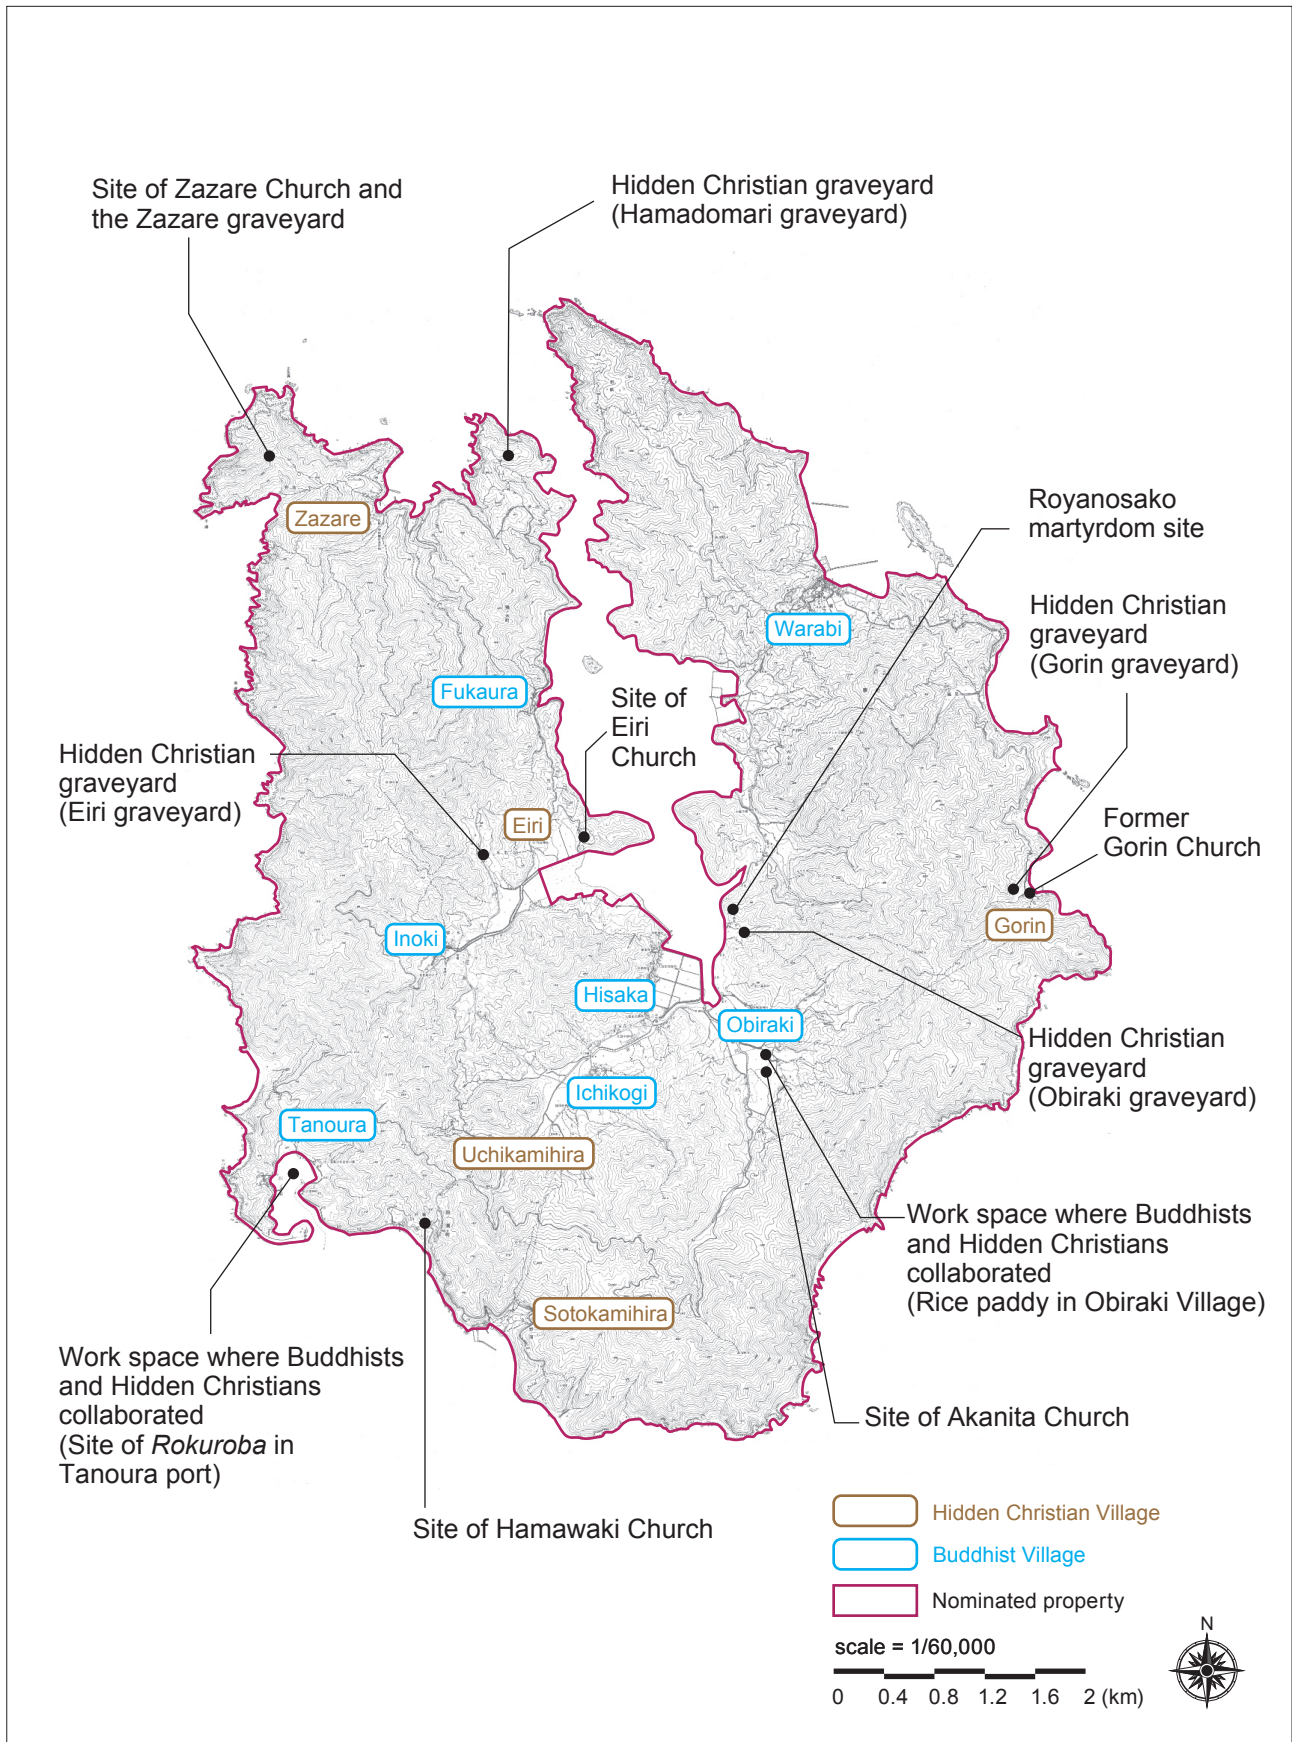 Site of Zazare Church and
the Zazare graveyard
Hidden Christian graveyard
(Hamadomari graveyard)
Royanosako
martyrdom site
Zazare
Hidden Christian
graveyard
(Gorin graveyard)
Warabi
Fukaura
Site of
Eiri
Church
Hidden Christian
graveyard
(Eiri graveyard)
Eiri
Former
Gorin Church
Gorin
Inoki
Hisaka
Obiraki
Hidden Christian
graveyard
(Obiraki graveyard)
Ichikogi
Tanoura
Uchikamihira
Work space where Buddhists
and Hidden Christians
collaborated
(Rice paddy in Obiraki Village)
Sotokamihira
Work space where Buddhists
and Hidden Christians
collaborated
(Site of Rokuroba in
Tanoura port)
Site of Akanita Church
Site of Hamawaki Church
Hidden Christian Village
Buddhist Village
Nominated property
scale = 1/60,000
0 0.4 0.8 1.2 1.6 2 (km)
N